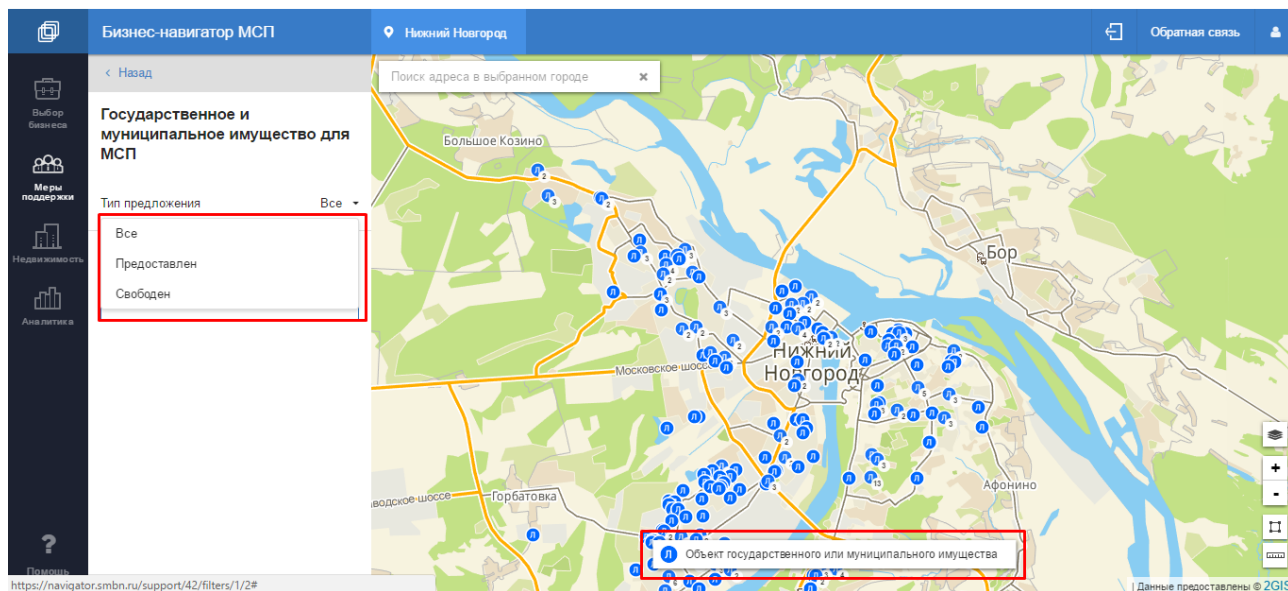 Бизнес-навигатор МСП
Нижний Новгород
Обратная связь
Выбор
бизнеса
Меры
поддержки
Недвижимость
Аналитика
Помощь
‹ Назад
Государственное и
муниципальное имущество для
МСП
Тип предложения Все
Все
Предоставлен
Свободен
Поиск адреса в выбранном городе
Большое Козино
Бор
Нижний
Новгород
Московское шоссе
Горбатовка
Афонино
Л Объект государственного или муниципального имущества
https://navigator.smbn.ru/support/42/filters/1/2#
Данные предоставлены © 2GIS